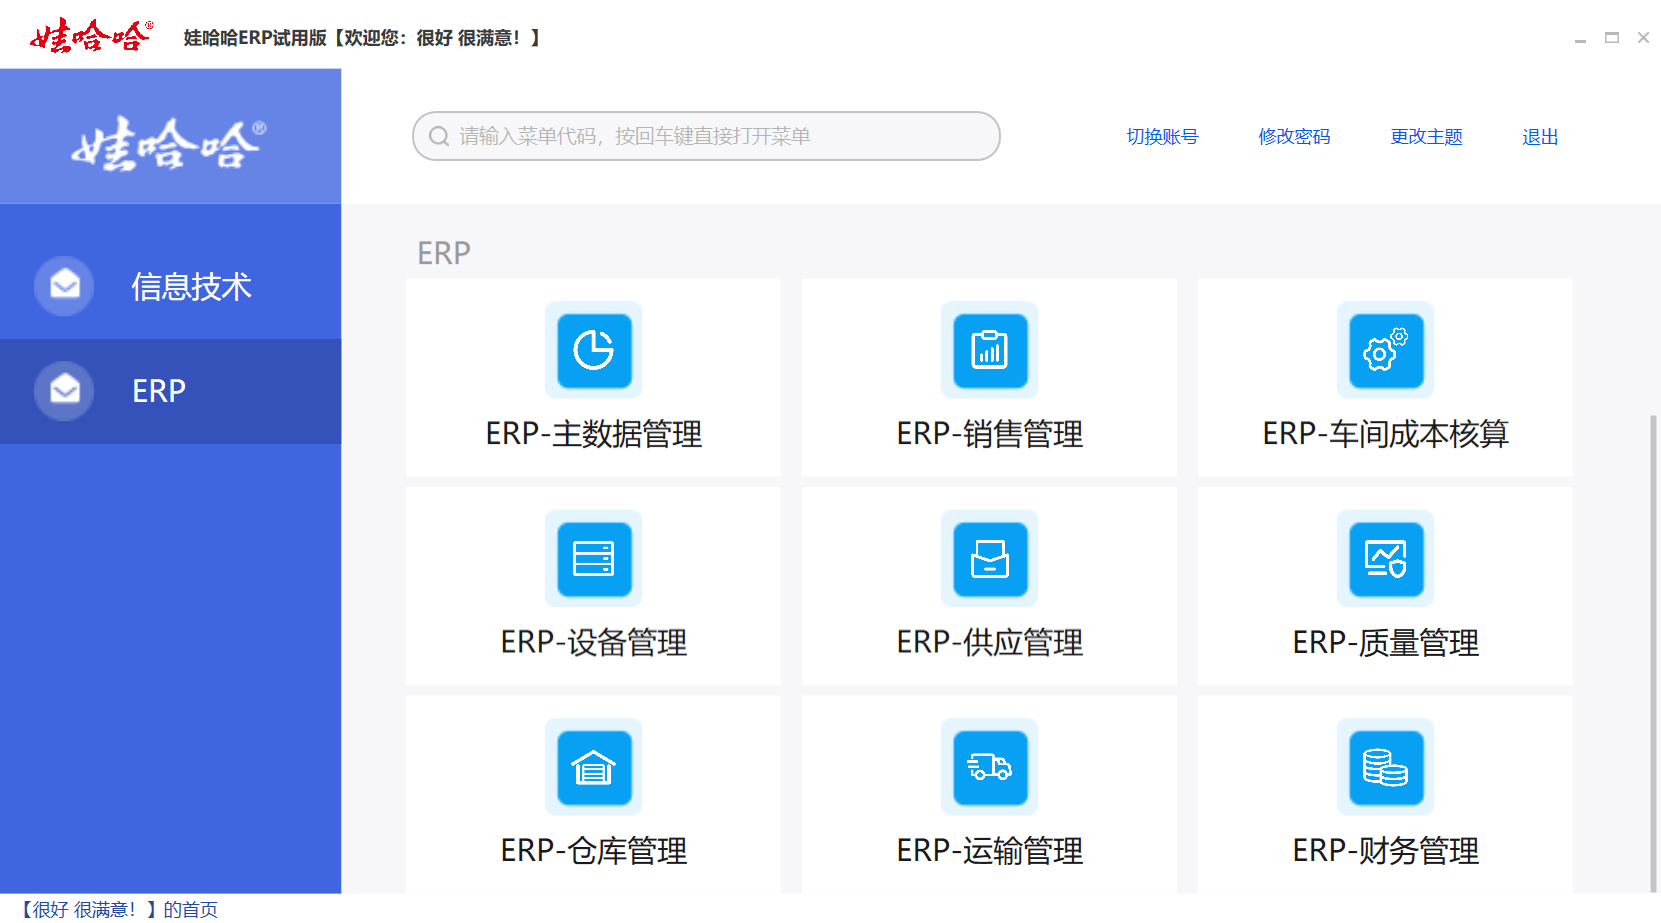 娃哈哈® 娃哈哈ERP试用版【欢迎您：很好 很满意！】
娃哈哈®
请输入菜单代码，按回车键直接打开菜单
切换账号 修改密码 更改主题 退出
信息技术
ERP
ERP
ERP-主数据管理 ERP-销售管理 ERP-车间成本核算
ERP-设备管理 ERP-供应管理 ERP-质量管理
ERP-仓库管理 ERP-运输管理 ERP-财务管理
【很好 很满意！】的首页